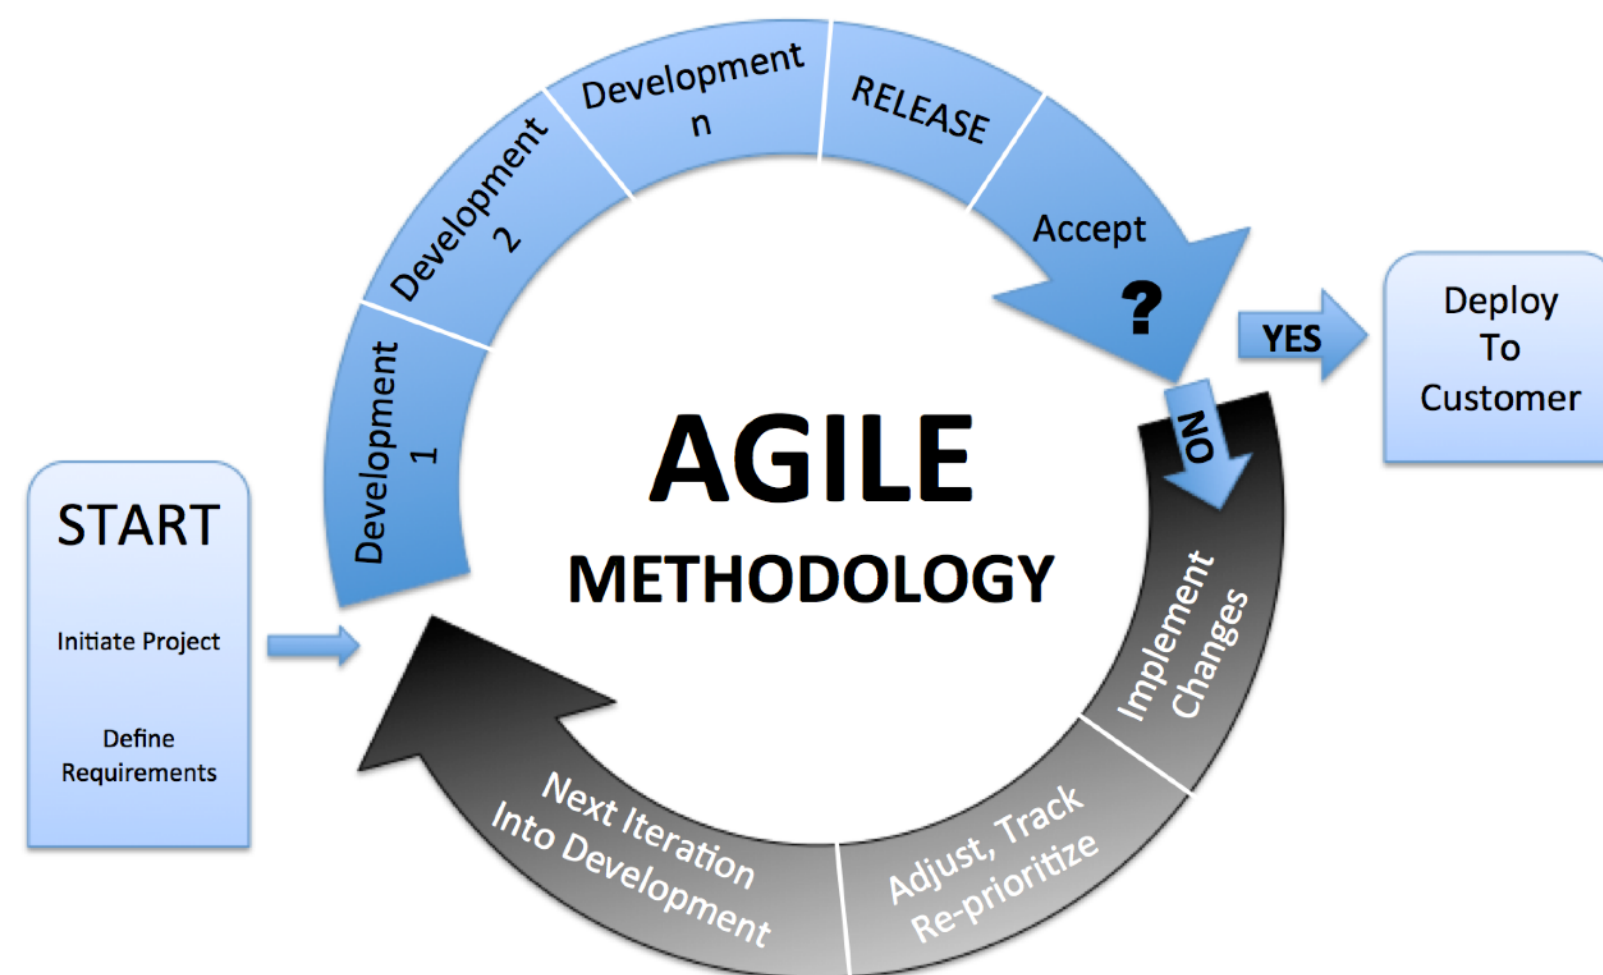 START
Initiate Project
Define
Requirements
Development
1
Development
2
Development
n
RELEASE
Accept
?
YES
Deploy
To
Customer
NO
Implement
Changes
Adjust, Track
Re-prioritize
Next Iteration
Into Development
AGILE
METHODOLOGY